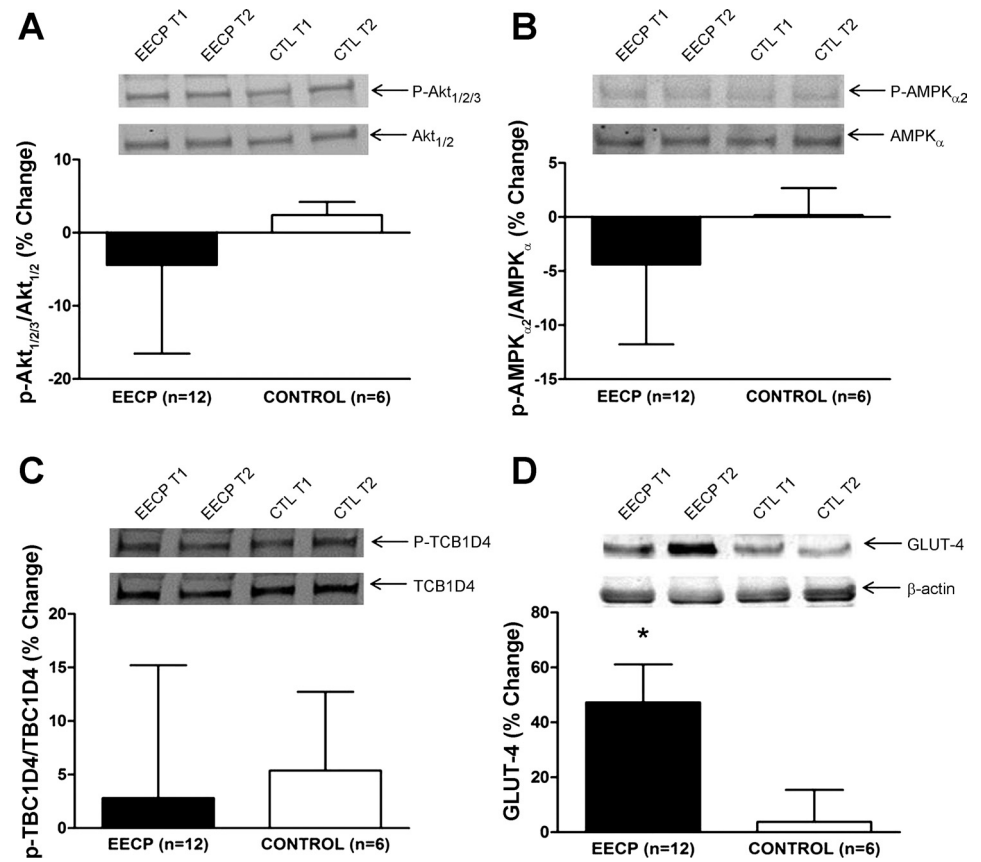 A
EECP T1 EECP T2 CTL T1 CTL T2
P-Akt1/2/3
Akt1/2
p-Akt1/2/3/Akt1/2 (% Change)
10
0
-10
-20
EECP (n=12) CONTROL (n=6)
B
EECP T1 EECP T2 CTL T1 CTL T2
P-AMPKα2
AMPKα
p-AMPKα2/AMPKα (% Change)
5
0
-5
-10
-15
EECP (n=12) CONTROL (n=6)
C
EECP T1 EECP T2 CTL T1 CTL T2
P-TCB1D4
TCB1D4
p-TBC1D4/TBC1D4 (% Change)
20
15
10
5
0
EECP (n=12) CONTROL (n=6)
D
EECP T1 EECP T2 CTL T1 CTL T2
GLUT-4
β-actin
GLUT-4 (% Change)
80
60
40
20
0
*
EECP (n=12) CONTROL (n=6)